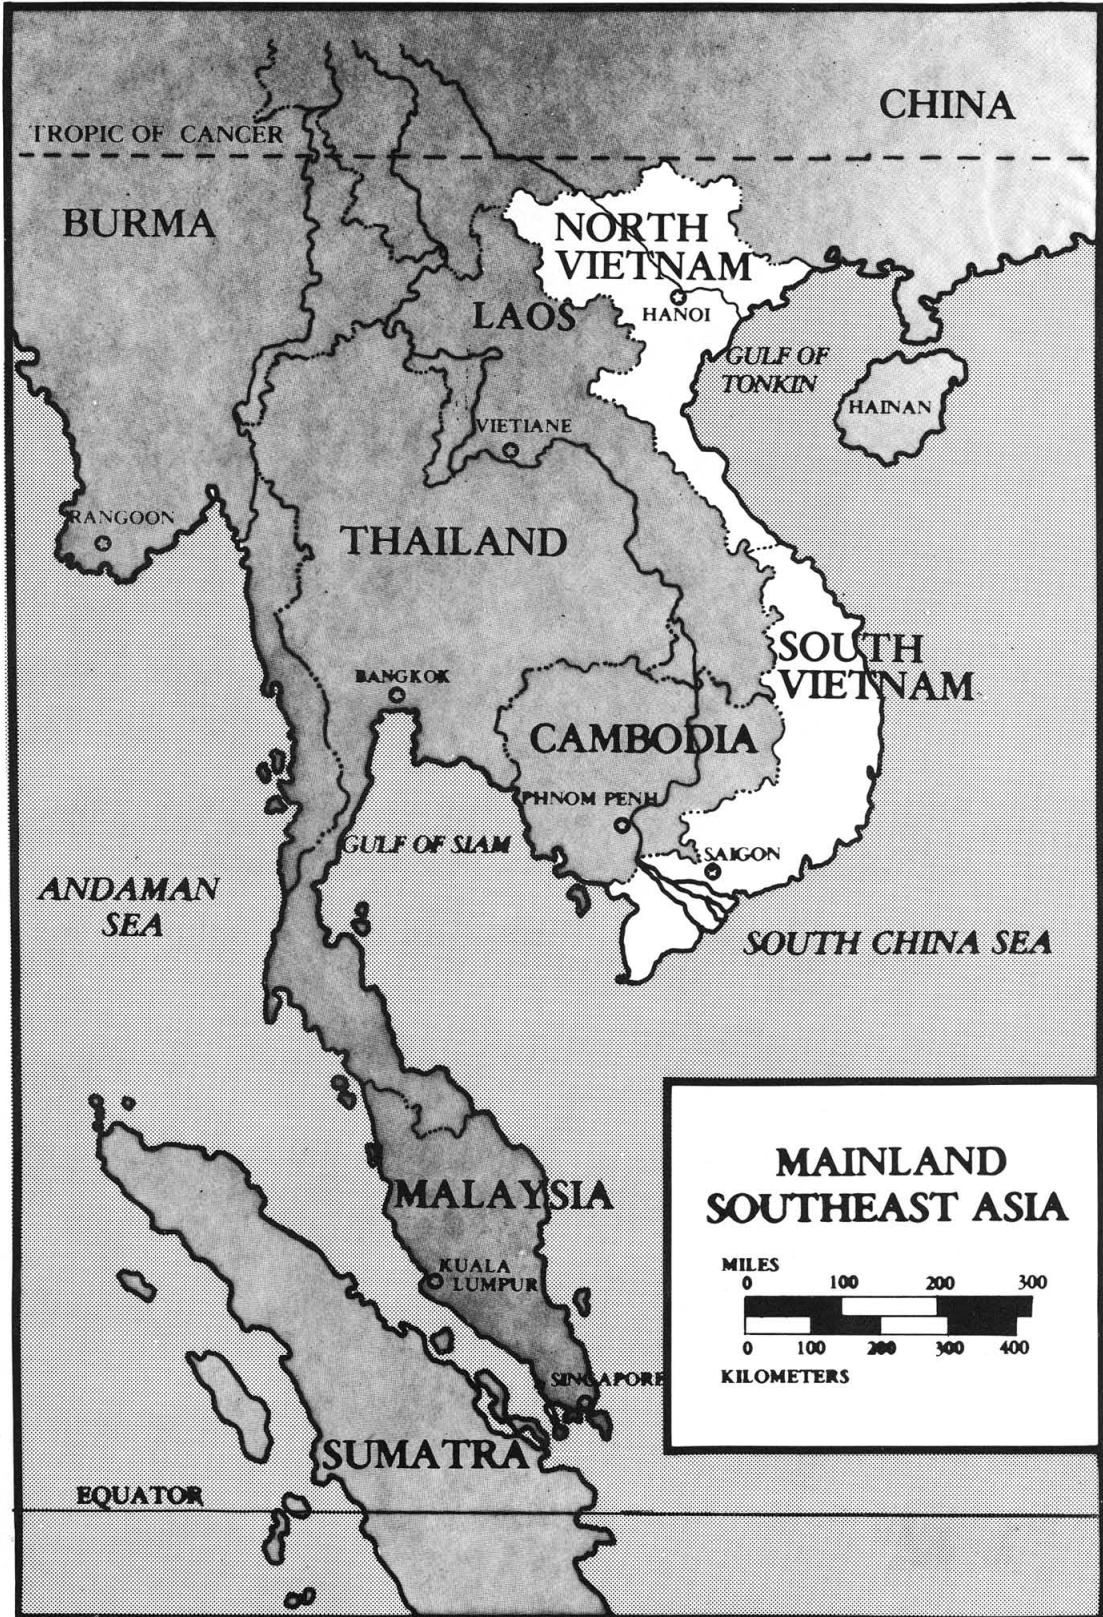 CHINA
TROPIC OF CANCER
BURMA
NORTH
VIETNAM
HANOI
LAOS
GULF OF
TONKIN
HAINAN
VIETIANE
RANGOON
THAILAND
SOUTH
VIETNAM
BANGKOK
CAMBODIA
PHNOM PENH
GULF OF SIAM
SAIGON
ANDAMAN
SEA
SOUTH CHINA SEA
MAINLAND
SOUTHEAST ASIA
MALAYSIA
MILES
0 100 200 300
0 100 200 300 400
KILOMETERS
KUALA
LUMPUR
SINGAPORE
SUMATRA
EQUATOR